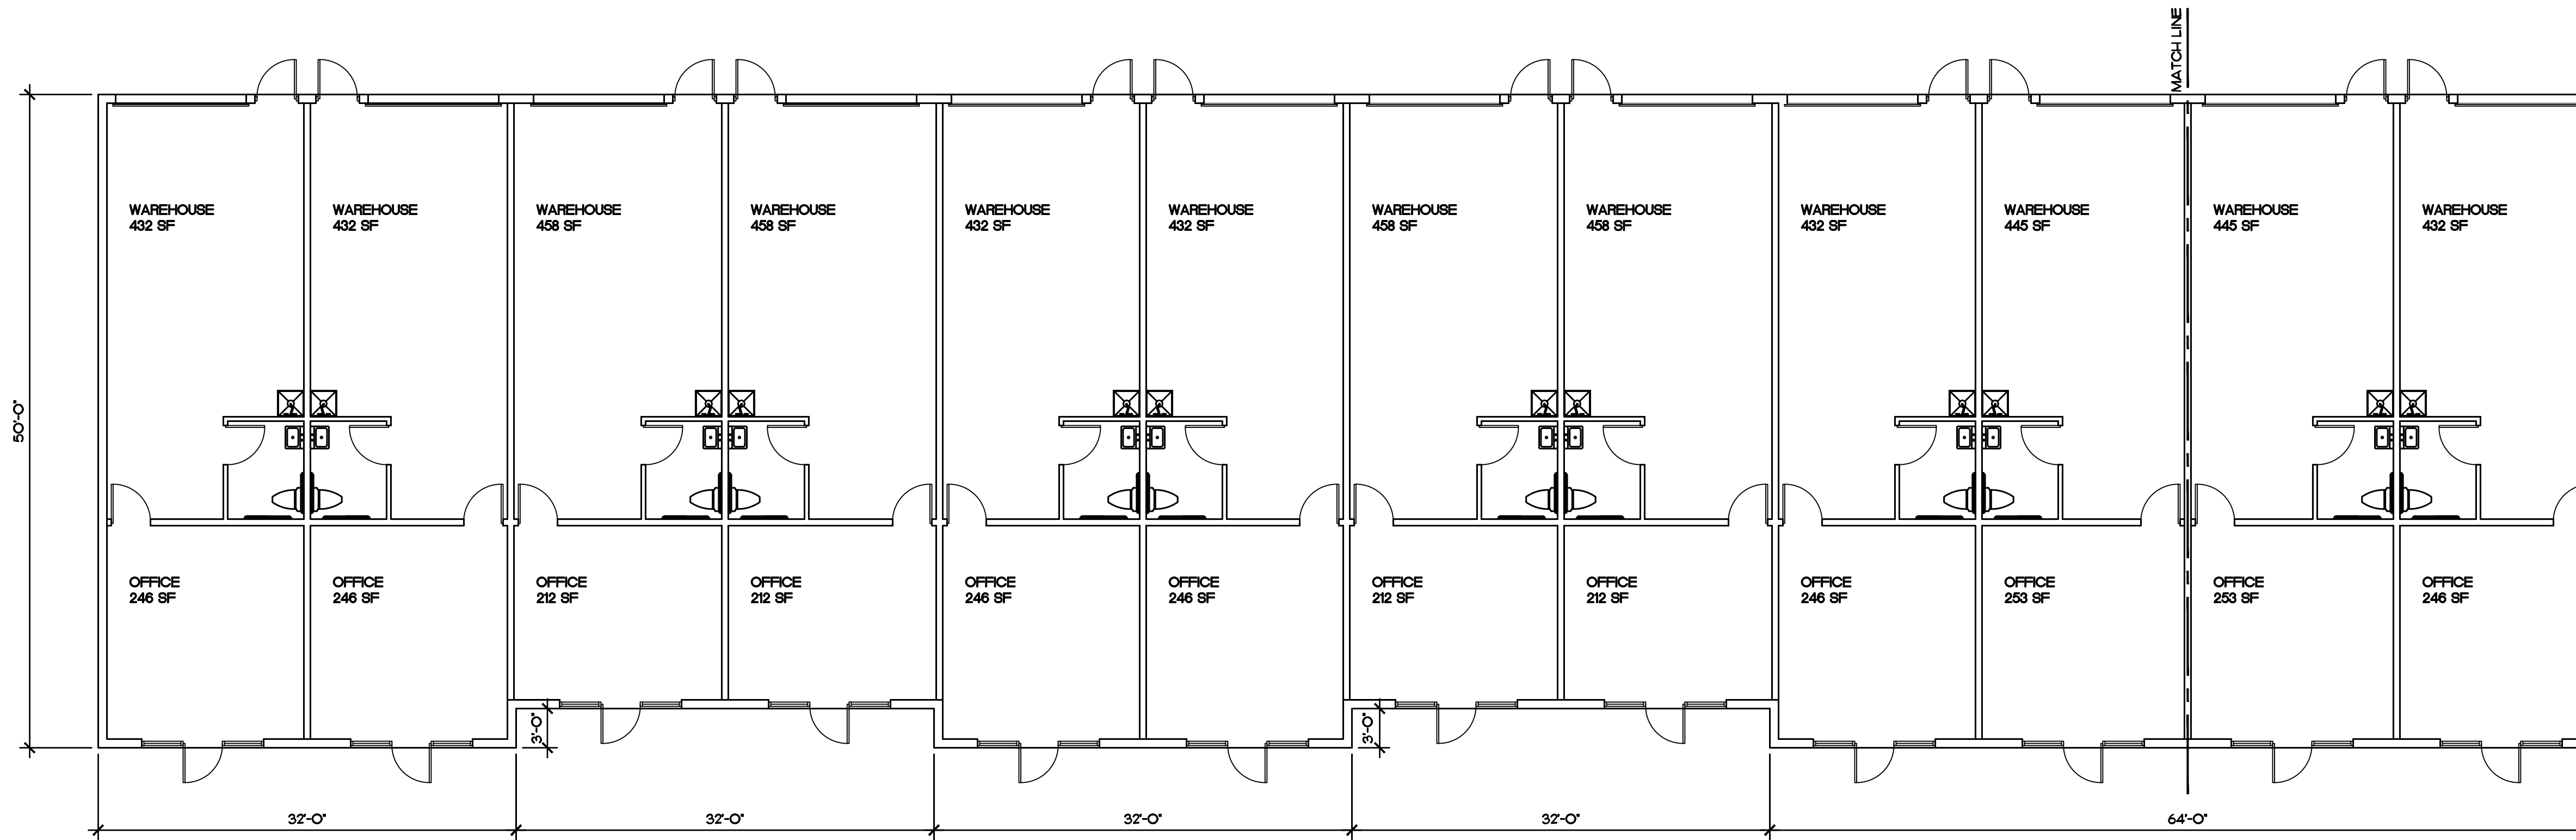 MATCH LINE
WAREHOUSE
432 SF
WAREHOUSE
432 SF
WAREHOUSE
458 SF
WAREHOUSE
458 SF
WAREHOUSE
432 SF
WAREHOUSE
432 SF
WAREHOUSE
458 SF
WAREHOUSE
458 SF
WAREHOUSE
432 SF
WAREHOUSE
445 SF
WAREHOUSE
445 SF
WAREHOUSE
432 SF
50'-0"
OFFICE
246 SF
OFFICE
246 SF
OFFICE
212 SF
OFFICE
212 SF
OFFICE
246 SF
OFFICE
246 SF
OFFICE
212 SF
OFFICE
212 SF
OFFICE
246 SF
OFFICE
253 SF
OFFICE
253 SF
OFFICE
246 SF
3'-0"
3'-0"
32'-0"
32'-0"
32'-0"
32'-0"
64'-0"